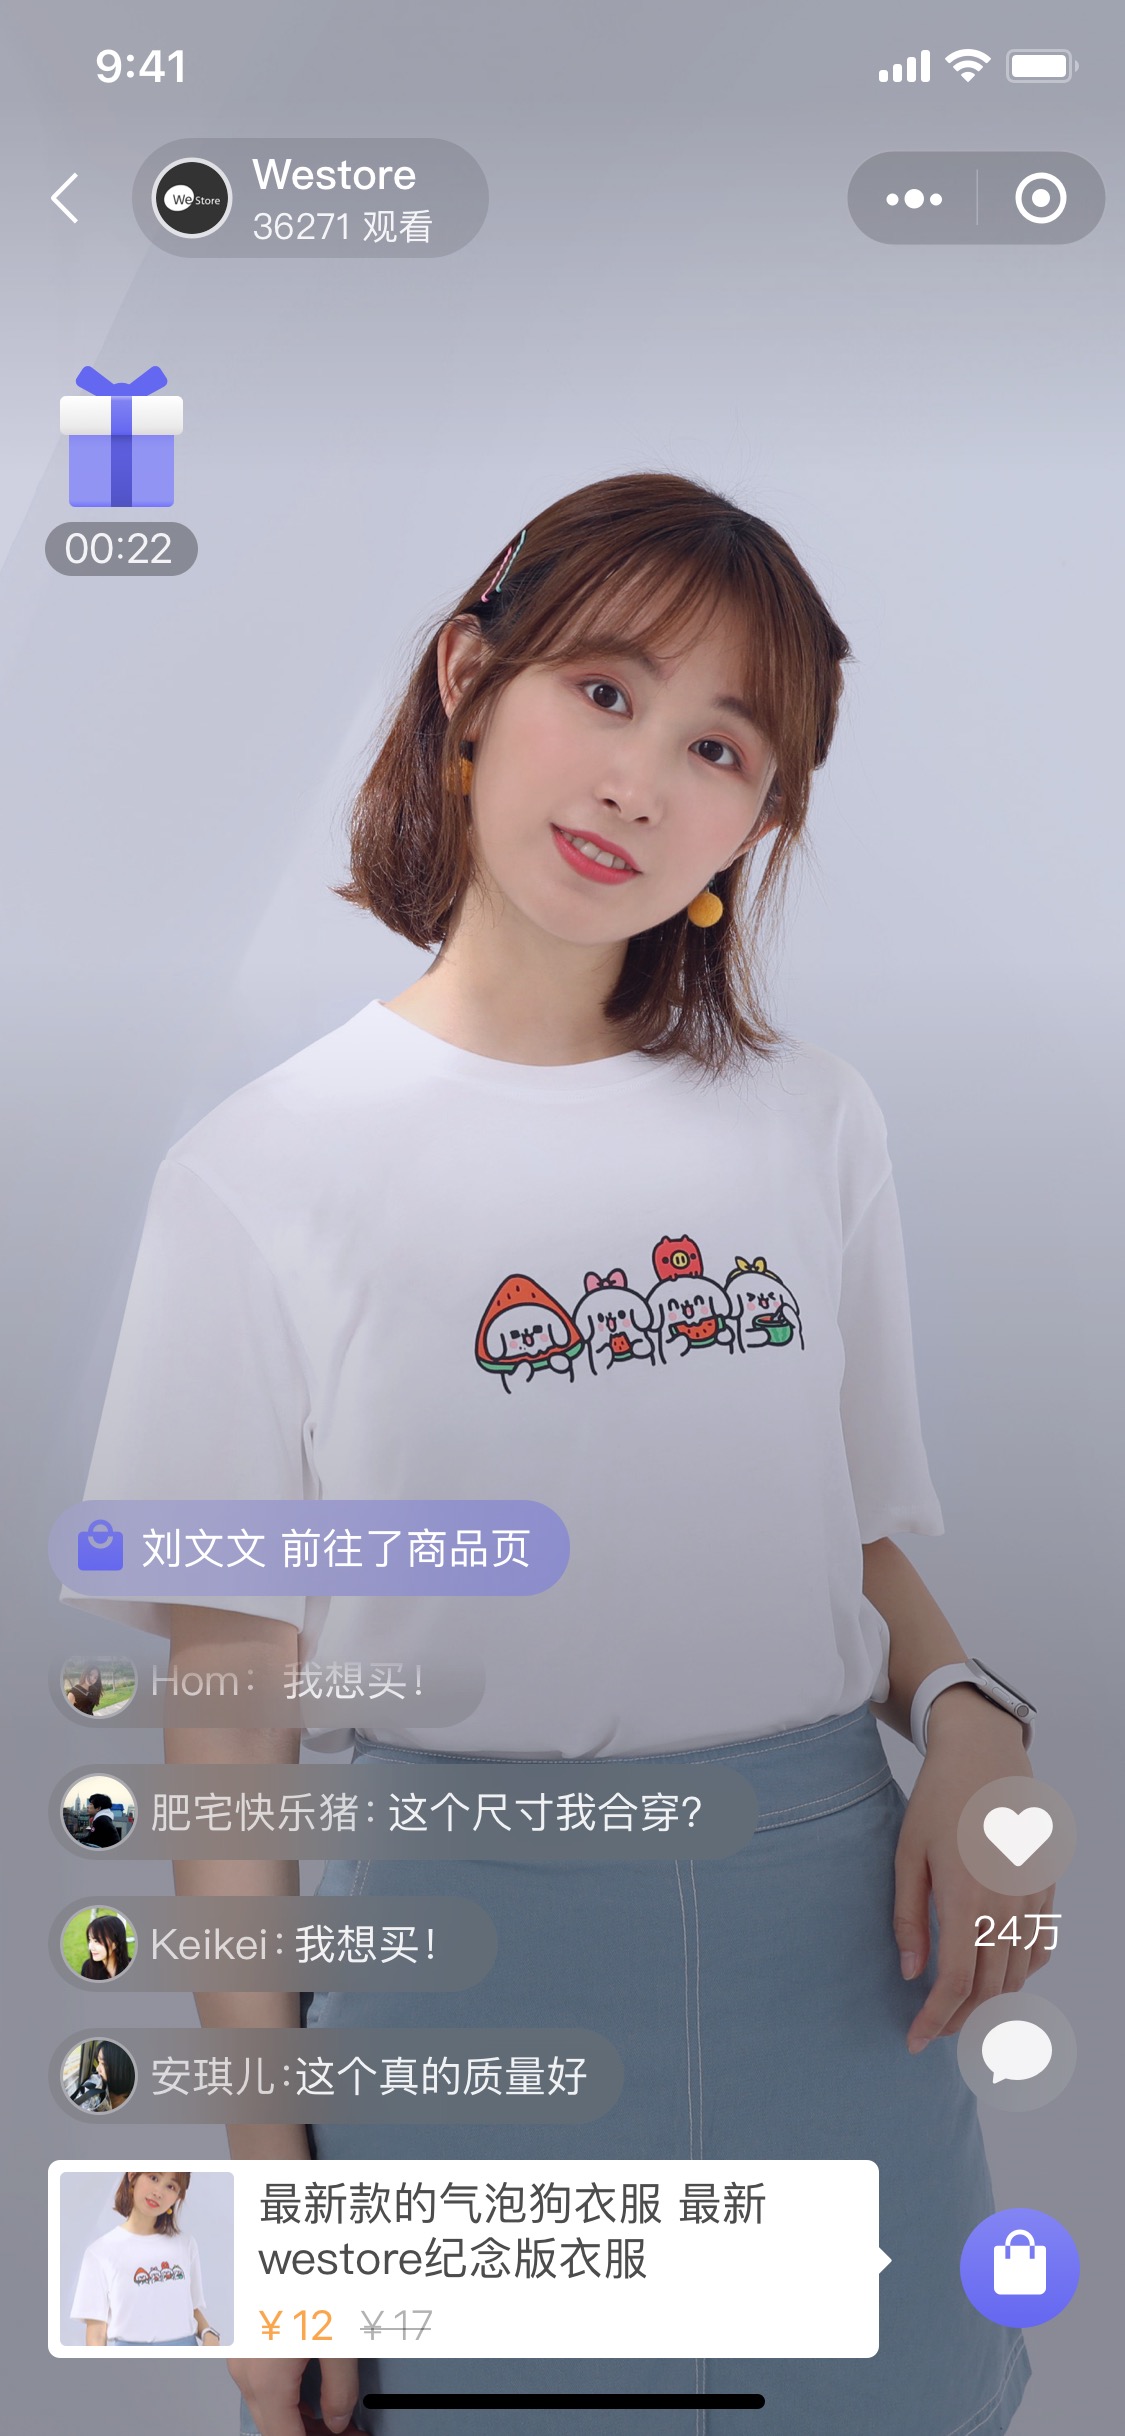 9:41
WeStore
Westore
36271 观看
00:22
刘文文 前往了商品页
Hom：我想买！
肥宅快乐猪：这个尺寸我合穿？
Keikei：我想买！
安琪儿：这个真的质量好
24万
最新款的气泡狗衣服 最新
westore纪念版衣服
¥12 ¥17